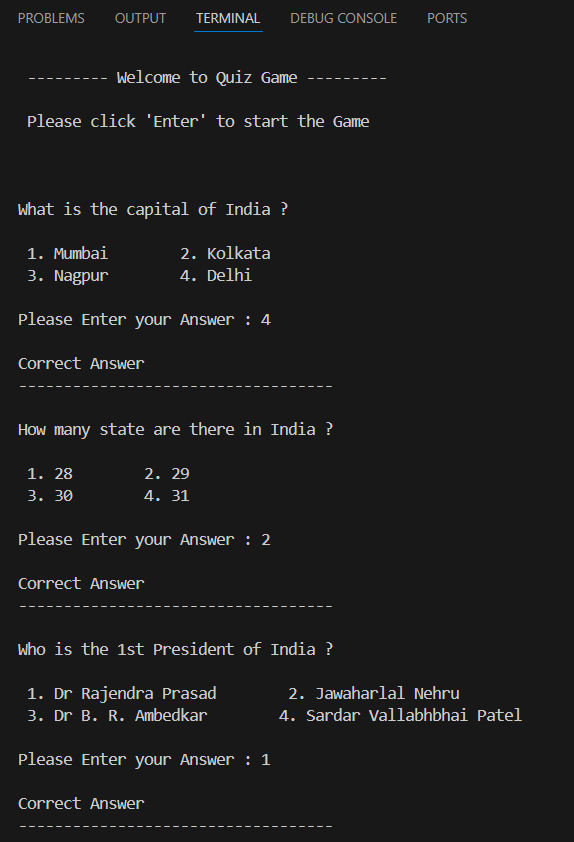 PROBLEMS OUTPUT TERMINAL DEBUG CONSOLE PORTS
--------- Welcome to Quiz Game ---------
Please click 'Enter' to start the Game
What is the capital of India ?
1. Mumbai 2. Kolkata
3. Nagpur 4. Delhi
Please Enter your Answer : 4
Correct Answer
-----------------------------------
How many state are there in India ?
1. 28 2. 29
3. 30 4. 31
Please Enter your Answer : 2
Correct Answer
-----------------------------------
Who is the 1st President of India ?
1. Dr Rajendra Prasad 2. Jawaharlal Nehru
3. Dr B. R. Ambedkar 4. Sardar Vallabhbhai Patel
Please Enter your Answer : 1
Correct Answer
-----------------------------------